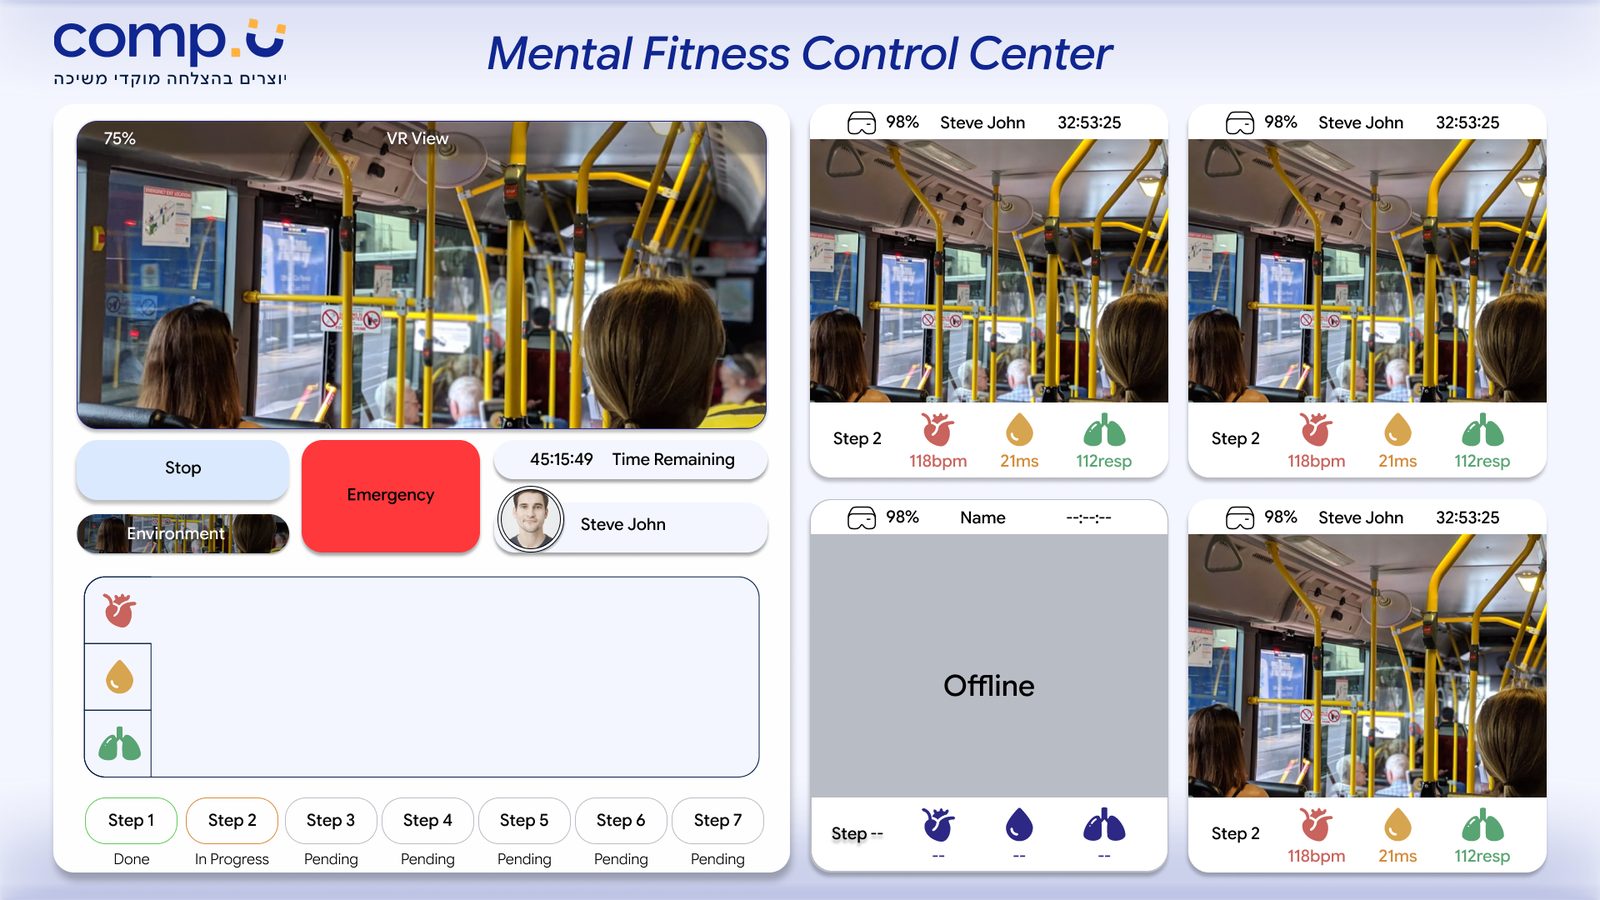 comp.U
יוצרים בהצלחה מוקדי משיכה
Mental Fitness Control Center
75%
VR View
Stop
Environment
Emergency
45:15:49 Time Remaining
Steve John
Step 1
Done
Step 2
In Progress
Step 3
Pending
Step 4
Pending
Step 5
Pending
Step 6
Pending
Step 7
Pending
98% Steve John 32:53:25
Step 2
118bpm
21ms
112resp
98% Steve John 32:53:25
Step 2
118bpm
21ms
112resp
98% Name --:--:--
Offline
Step --
--
--
--
98% Steve John 32:53:25
Step 2
118bpm
21ms
112resp